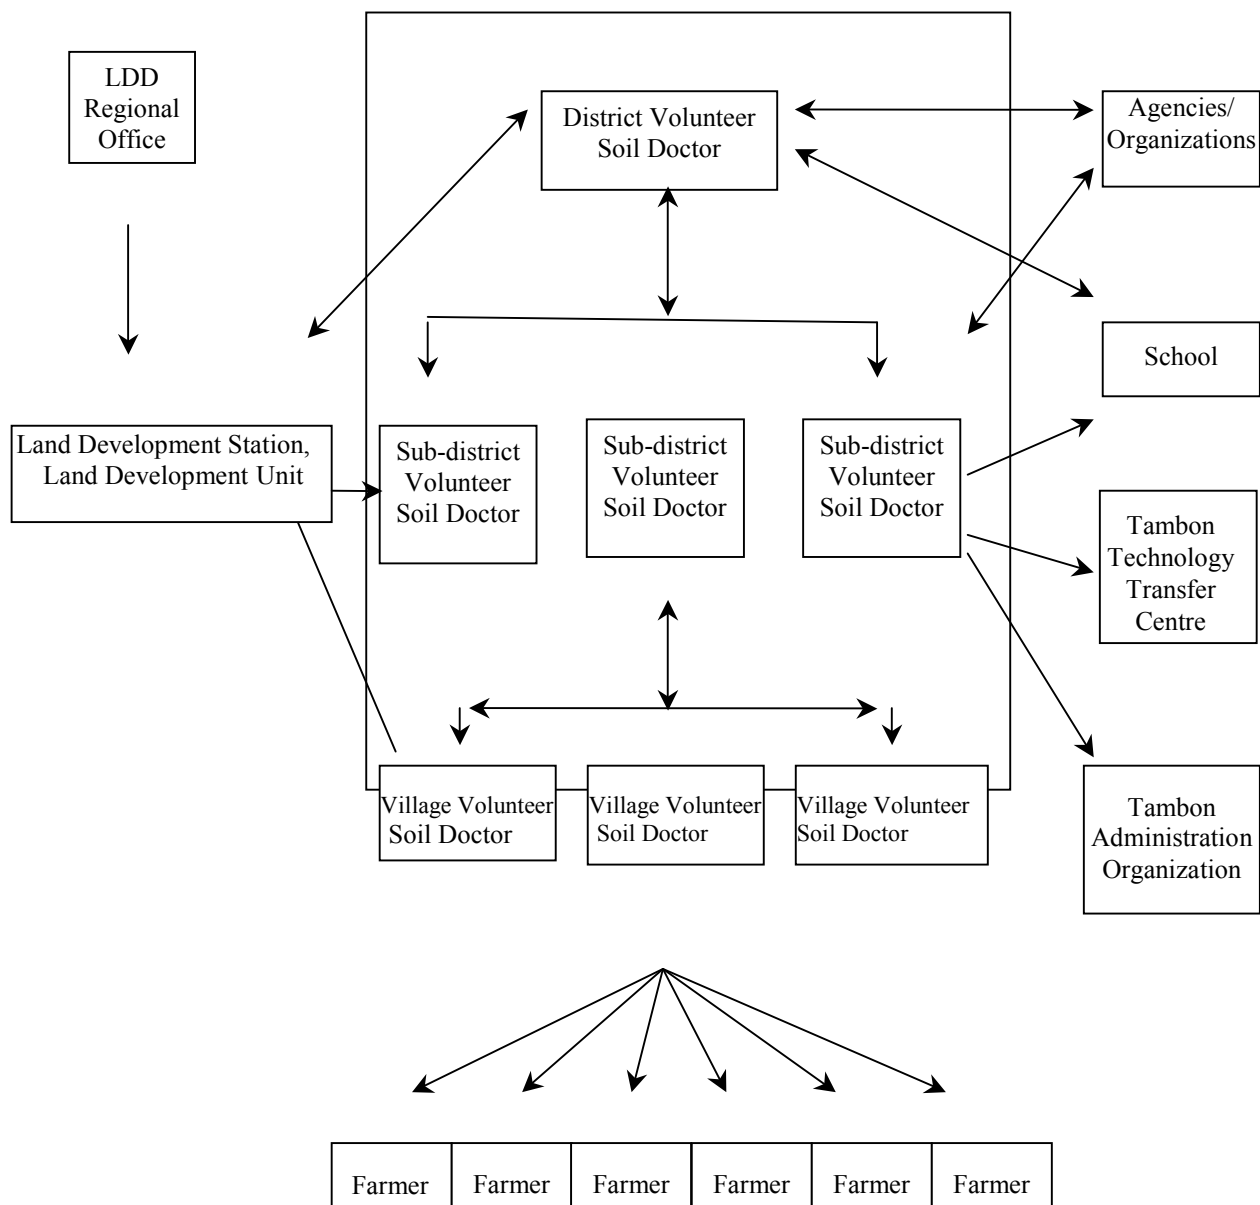 LDD
Regional
Office
District Volunteer
Soil Doctor
Agencies/
Organizations
School
Land Development Station,
Land Development Unit
Sub-district
Volunteer
Soil Doctor
Sub-district
Volunteer
Soil Doctor
Sub-district
Volunteer
Soil Doctor
Tambon
Technology
Transfer
Centre
Village Volunteer
Soil Doctor
Village Volunteer
Soil Doctor
Village Volunteer
Soil Doctor
Tambon
Administration
Organization
Farmer
Farmer
Farmer
Farmer
Farmer
Farmer